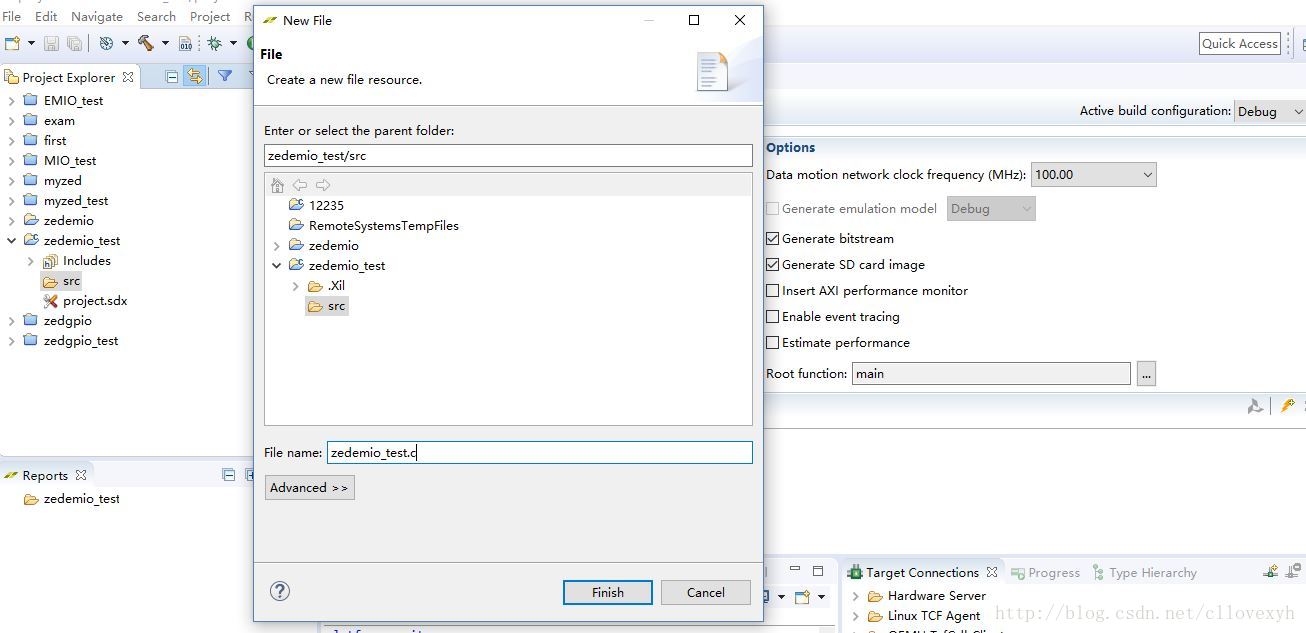 File Edit Navigate Search Project
New File
File
Create a new file resource.
Quick Access
Project Explorer
EMIO_test
exam
first
MIO_test
myzed
myzed_test
zedemio
zedemio_test
Includes
src
project.sdx
zedgpio
zedgpio_test
Enter or select the parent folder:
zedemio_test/src
12235
RemoteSystemsTempFiles
zedemio
zedemio_test
.Xil
src
File name: zedemio_test.c
Advanced >>
Finish Cancel
Active build configuration: Debug
Options
Data motion network clock frequency (MHz): 100.00
Generate emulation model Debug
Generate bitstream
Generate SD card image
Insert AXI performance monitor
Enable event tracing
Estimate performance
Root function: main ...
Reports
zedemio_test
Target Connections Progress Type Hierarchy
Hardware Server
Linux TCF Agent
http://blog.csdn.net/cllovexyh